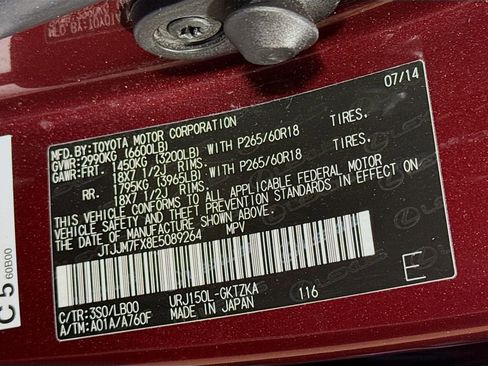 07/14
MFD.BY:TOYOTA MOTOR CORPORATION
GVWR:2990KG (6600LB)
GAWR:FRT. 1450KG (3200LB) WITH P265/60R18 TIRES.
18X7 1/2J RIMS.
RR. 1795KG (3965LB) WITH P265/60R18 TIRES.
18X7 1/2J RIMS.
THIS VEHICLE CONFORMS TO ALL APPLICABLE FEDERAL MOTOR
VEHICLE SAFETY AND THEFT PREVENTION STANDARDS IN EFFECT
ON THE DATE OF MANUFACTURE SHOWN ABOVE.
JTJJM7FX8E5089264 MPV
C/TR:3S0/LB00 URJ150L-GKTZKA 116 E
A/TM:A01A/A760F MADE IN JAPAN
C 5 60B00
LEXUS